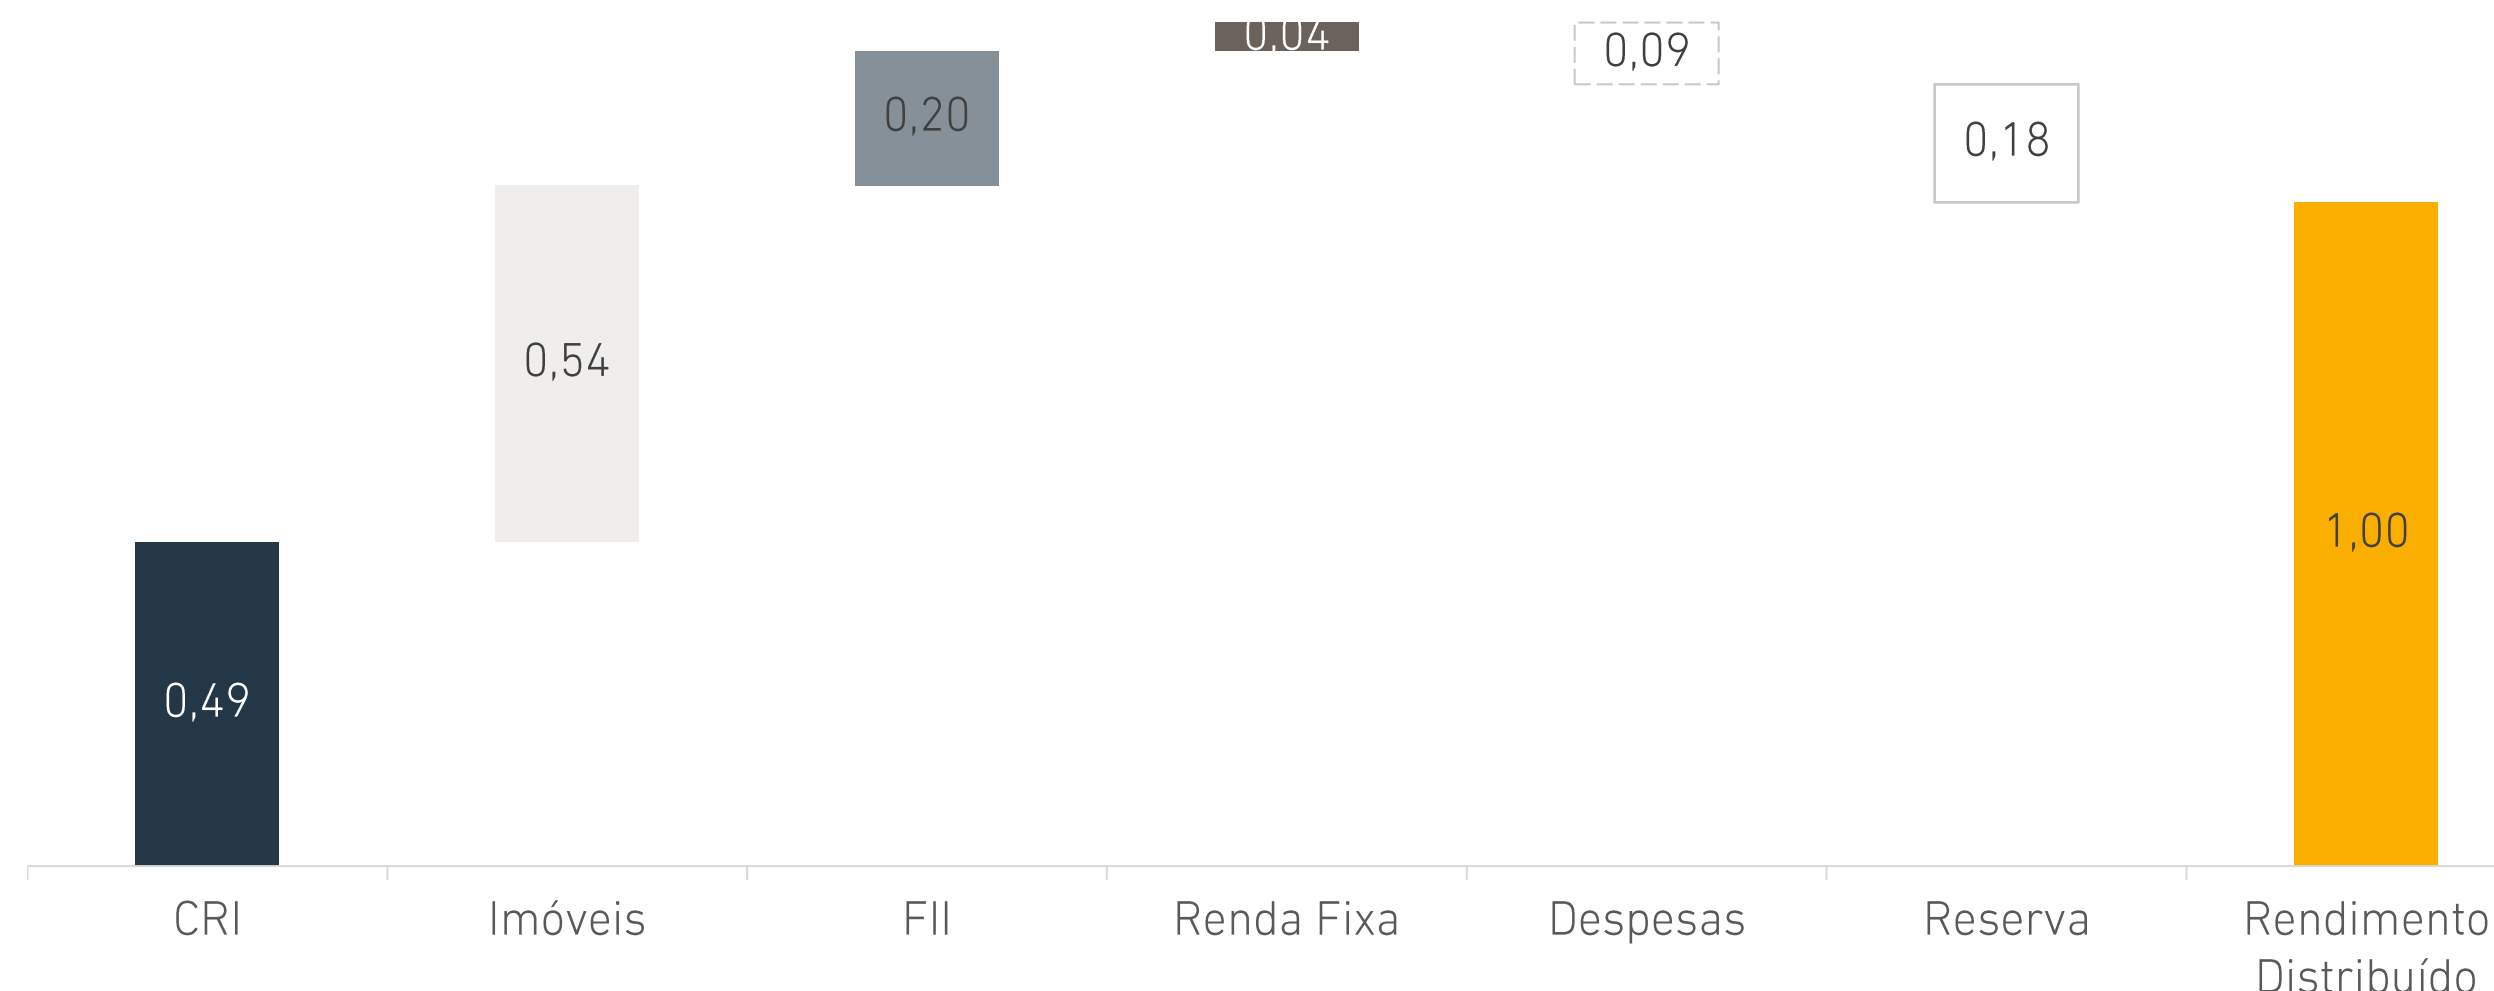 0,04
0,09
0,20
0,18
0,54
1,00
0,49
CRI
Imóveis
FII
Renda Fixa
Despesas
Reserva
Rendimento
Distribuído